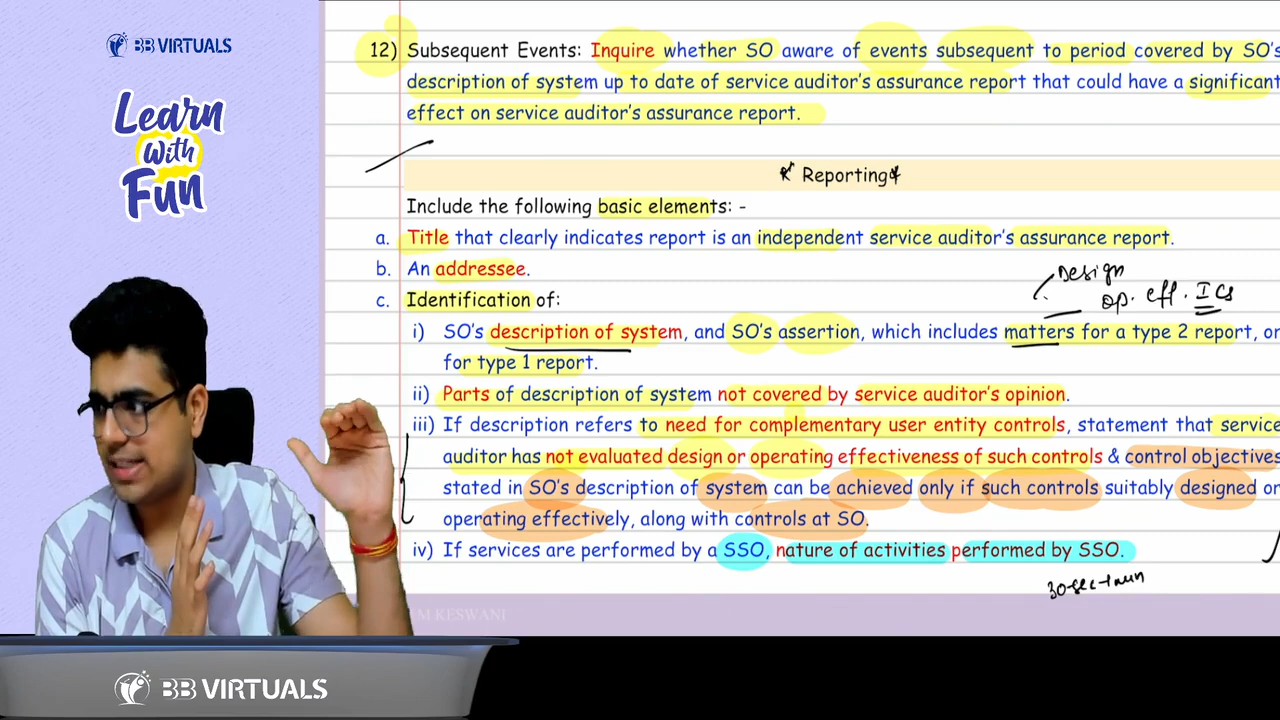 BB VIRTUALS
Learn
With
Fun
12) Subsequent Events: Inquire whether SO aware of events subsequent to period covered by SO's
description of system up to date of service auditor's assurance report that could have a significant
effect on service auditor's assurance report.
Reporting
Include the following basic elements: -
a. Title that clearly indicates report is an independent service auditor's assurance report.
b. An addressee.
Design
c. Identification of:
op. eff. ICs
i) SO's description of system, and SO's assertion, which includes matters for a type 2 report, or
for type 1 report.
ii) Parts of description of system not covered by service auditor's opinion.
iii) If description refers to need for complementary user entity controls, statement that service
auditor has not evaluated design or operating effectiveness of such controls & control objectives
stated in SO's description of system can be achieved only if such controls suitably designed or
operating effectively, along with controls at SO.
iv) If services are performed by a SSO, nature of activities performed by SSO.
30 sec - 1 min
M KESWANI
BB VIRTUALS